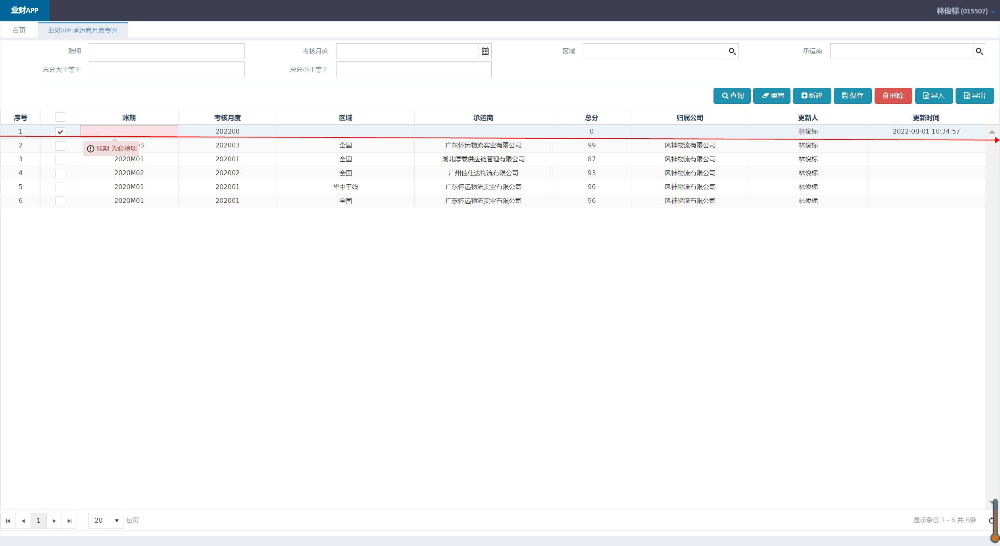 业财APP
林俊标 (015507)
首页 业财APP-承运商月度考评
账期 考核月度 区域 承运商
总分大于等于 总分小于等于
查询 重置 新建 保存 删除 导入 导出
序号 账期 考核月度 区域 承运商 总分 归属公司 更新人 更新时间
1 202208 0 林俊标 2022-08-01 10:34:57
2 3 202003 全国 广东怀远物流实业有限公司 99 风神物流有限公司 林俊标
账期 为必填项
3 2020M01 202001 全国 湖北厚载供应链管理有限公司 87 风神物流有限公司 林俊标
4 2020M02 202002 全国 广州佳仕达物流有限公司 93 风神物流有限公司 林俊标
5 2020M01 202001 华中干线 广东怀远物流实业有限公司 96 风神物流有限公司 林俊标
6 2020M01 202001 全国 广东怀远物流实业有限公司 96 风神物流有限公司 林俊标
1 20 每页 显示条目 1 - 6 共 6条